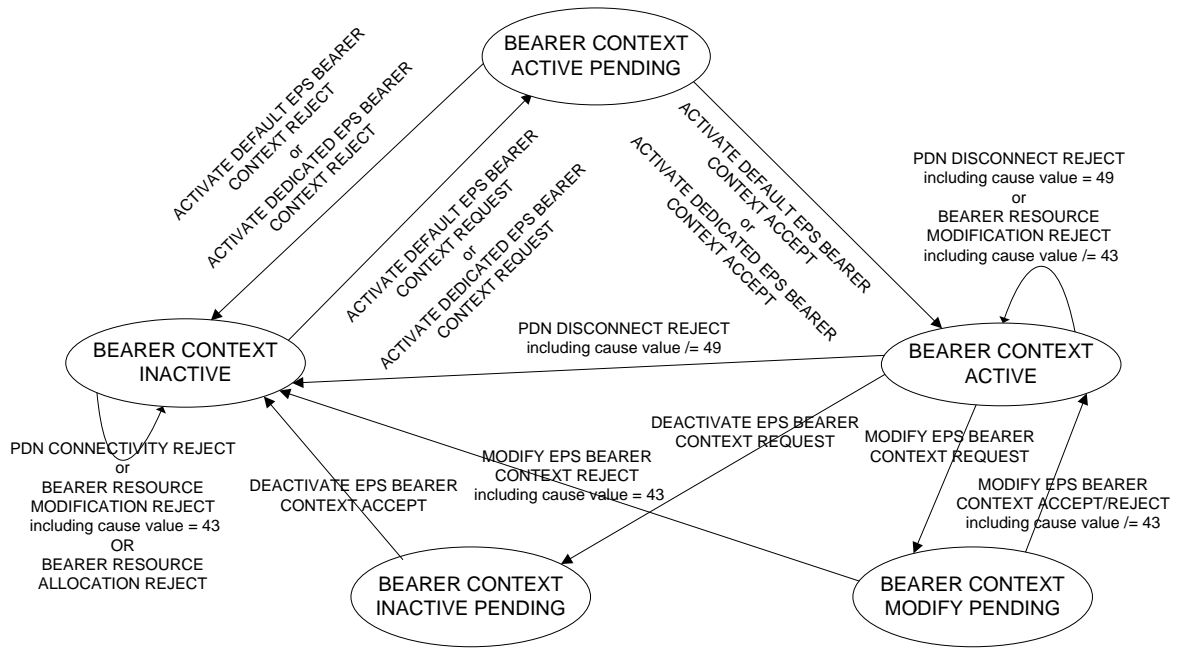 BEARER CONTEXT
ACTIVE PENDING
ACTIVATE DEFAULT EPS BEARER
CONTEXT REJECT
or
ACTIVATE DEDICATED EPS BEARER
CONTEXT REJECT
ACTIVATE DEFAULT EPS BEARER
CONTEXT REQUEST
or
ACTIVATE DEDICATED EPS BEARER
CONTEXT REQUEST
ACTIVATE DEFAULT EPS BEARER
CONTEXT ACCEPT
or
ACTIVATE DEDICATED EPS BEARER
CONTEXT ACCEPT
PDN DISCONNECT REJECT
including cause value = 49
or
BEARER RESOURCE
MODIFICATION REJECT
including cause value /= 43
BEARER CONTEXT
INACTIVE
PDN DISCONNECT REJECT
including cause value /= 49
BEARER CONTEXT
ACTIVE
PDN CONNECTIVITY REJECT
or
BEARER RESOURCE
MODIFICATION REJECT
including cause value = 43
OR
BEARER RESOURCE
ALLOCATION REJECT
DEACTIVATE EPS BEARER
CONTEXT ACCEPT
MODIFY EPS BEARER
CONTEXT REJECT
including cause value = 43
DEACTIVATE EPS BEARER
CONTEXT REQUEST
MODIFY EPS BEARER
CONTEXT REQUEST
MODIFY EPS BEARER
CONTEXT ACCEPT/REJECT
including cause value /= 43
BEARER CONTEXT
INACTIVE PENDING
BEARER CONTEXT
MODIFY PENDING